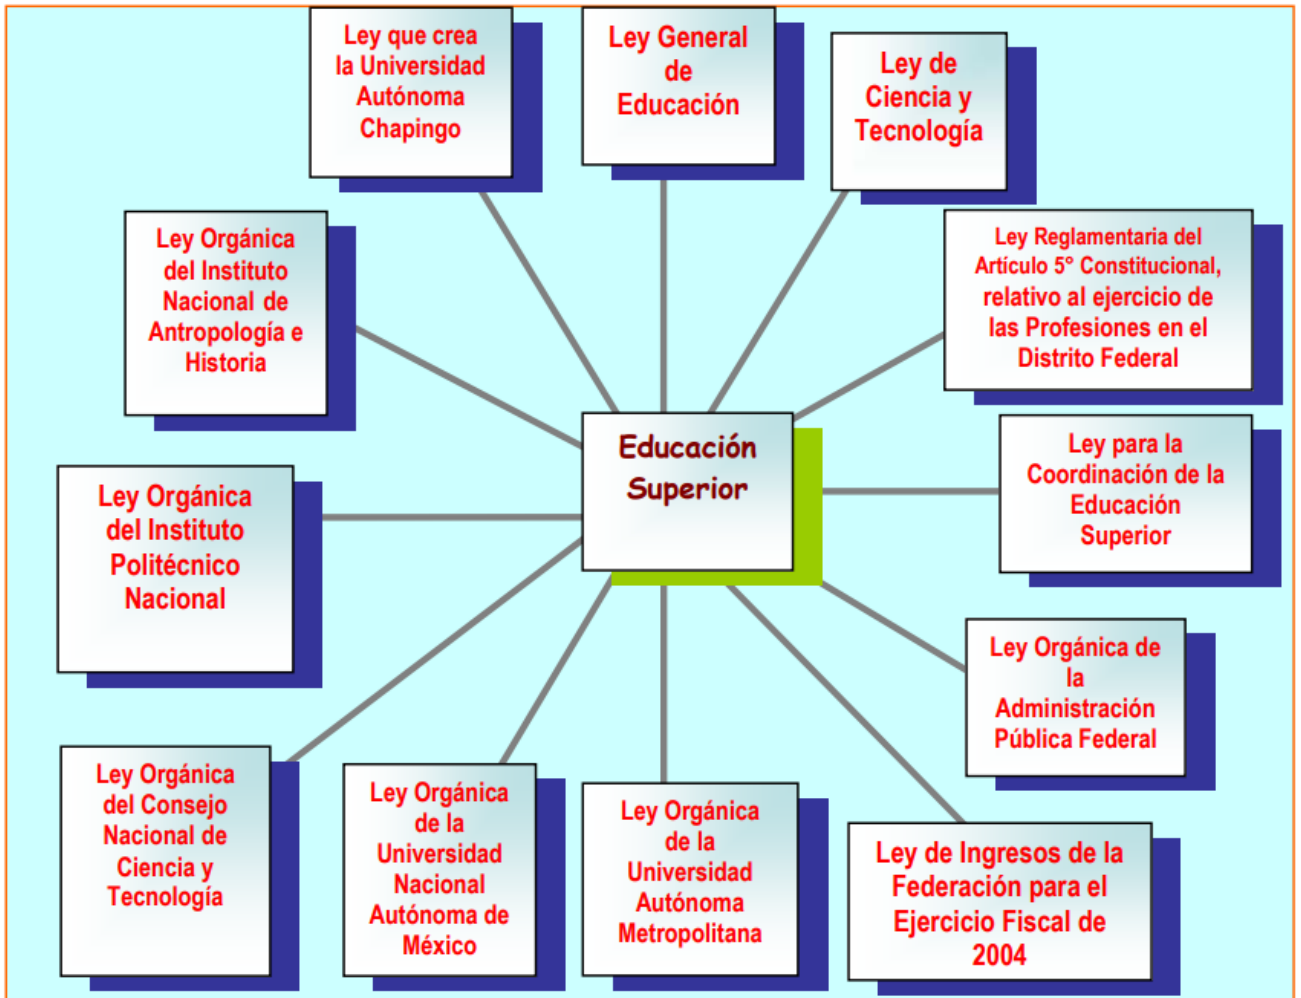 Ley que crea
la Universidad
Autónoma
Chapingo
Ley General
de
Educación
Ley de
Ciencia y
Tecnología
Ley Orgánica
del Instituto
Nacional de
Antropología e
Historia
Ley Reglamentaria del
Artículo 5° Constitucional,
relativo al ejercicio de
las Profesiones en el
Distrito Federal
Educación
Superior
Ley para la
Coordinación de la
Educación
Superior
Ley Orgánica
del Instituto
Politécnico
Nacional
Ley Orgánica de
la
Administración
Pública Federal
Ley Orgánica
del Consejo
Nacional de
Ciencia y
Tecnología
Ley Orgánica
de la
Universidad
Nacional
Autónoma de
México
Ley Orgánica
de la
Universidad
Autónoma
Metropolitana
Ley de Ingresos de la
Federación para el
Ejercicio Fiscal de
2004